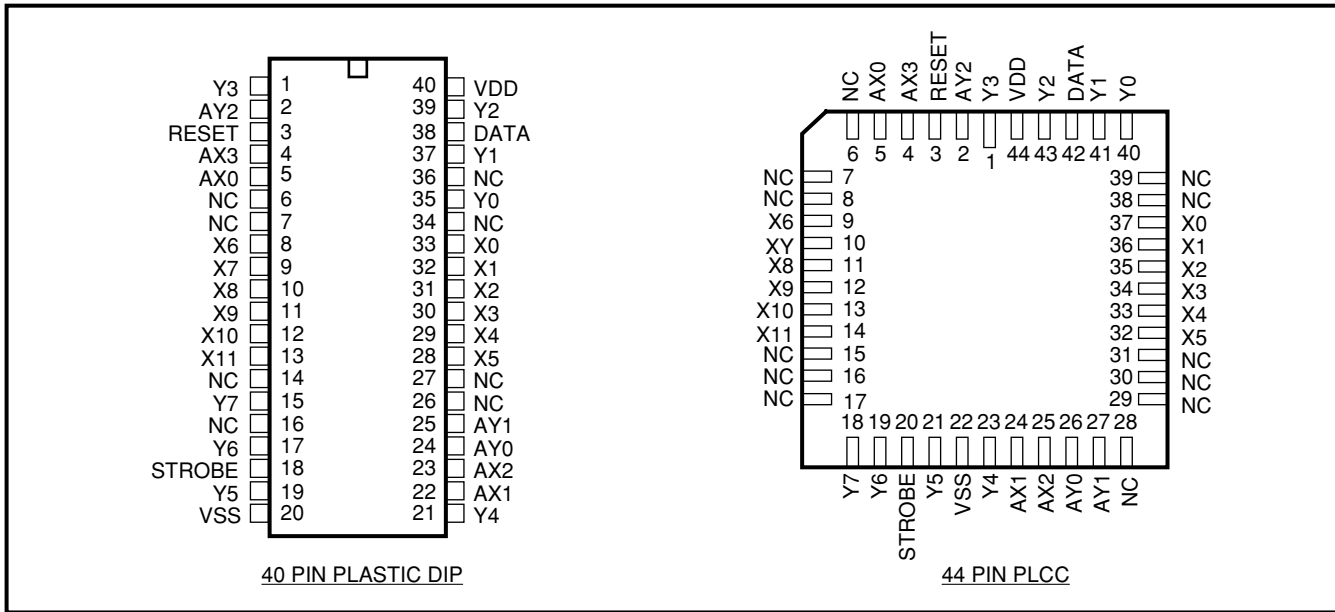 Y3 1 40 VDD
AY2 2 39 Y2
RESET 3 38 DATA
AX3 4 37 Y1
AX0 5 36 NC
NC 6 35 Y0
NC 7 34 NC
X6 8 33 X0
X7 9 32 X1
X8 10 31 X2
X9 11 30 X3
X10 12 29 X4
X11 13 28 X5
NC 14 27 NC
Y7 15 26 NC
NC 16 25 AY1
Y6 17 24 AY0
STROBE 18 23 AX2
Y5 19 22 AX1
VSS 20 21 Y4
40 PIN PLASTIC DIP
NC AX0 AX3 RESET AY2 Y3 VDD Y2 DATA Y1 Y0
6 5 4 3 2 1 44 43 42 41 40
NC 7 39 NC
NC 8 38 NC
X6 9 37 X0
XY 10 36 X1
X8 11 35 X2
X9 12 34 X3
X10 13 33 X4
X11 14 32 X5
NC 15 31 NC
NC 16 30 NC
NC 17 29 NC
18 19 20 21 22 23 24 25 26 27 28
Y7 Y6 STROBE Y5 VSS Y4 AX1 AX2 AY0 AY1 NC
44 PIN PLCC